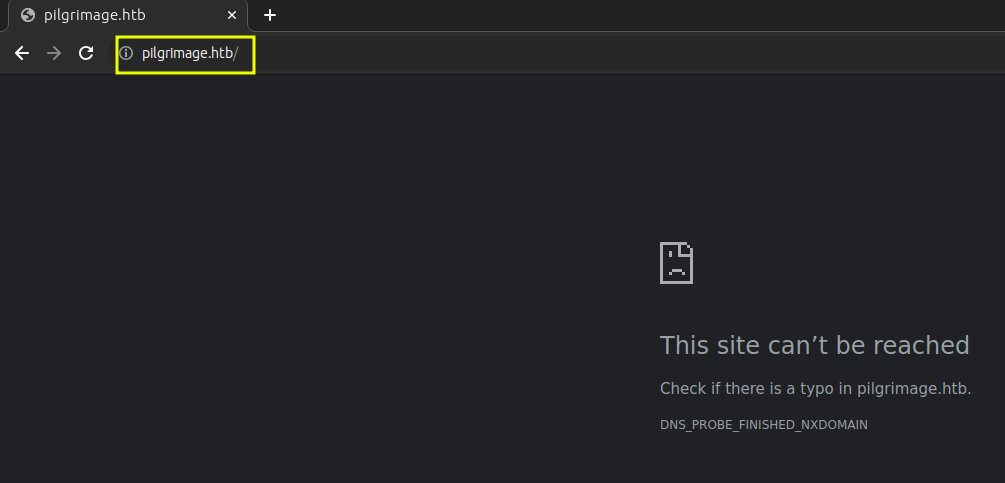 pilgrimage.htb
pilgrimage.htb/
This site can’t be reached
Check if there is a typo in pilgrimage.htb.
DNS_PROBE_FINISHED_NXDOMAIN